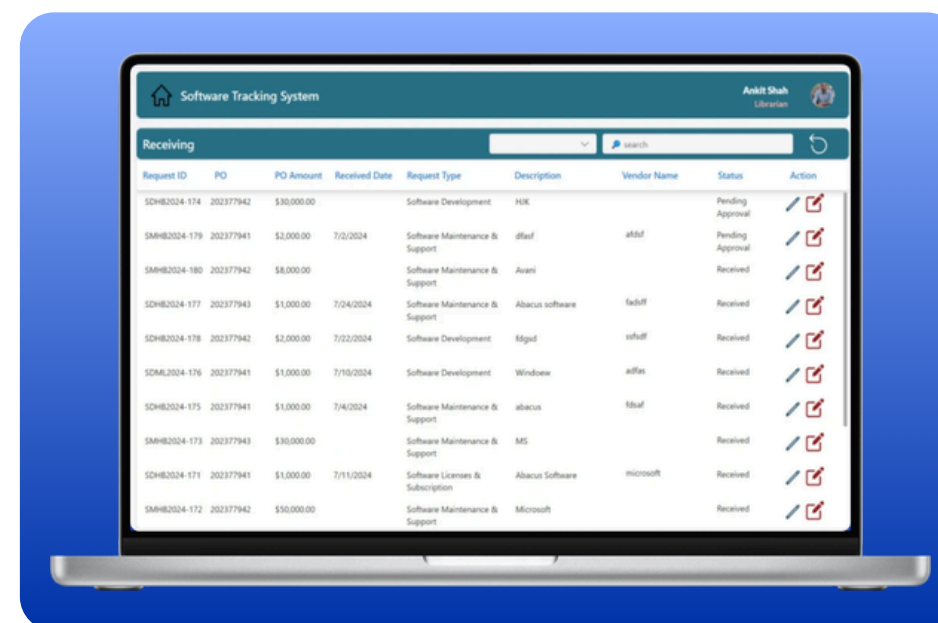 Software Tracking System
Ankit Shah
Librarian
Receiving
search
Request ID PO PO Amount Received Date Request Type Description Vendor Name Status Action
SDHB2024-174 202377942 $30,000.00 Software Development HJK Pending Approval
SMHB2024-179 202377941 $2,000.00 7/2/2024 Software Maintenance & Support dfasf afdsf Pending Approval
SMHB2024-180 202377942 $8,000.00 Software Maintenance & Support Avani Received
SDHB2024-177 202377943 $1,000.00 7/24/2024 Software Maintenance & Support Abacus software fadsff Received
SDHB2024-178 202377942 $2,000.00 7/22/2024 Software Development Received
SDML2024-176 202377941 $1,000.00 7/10/2024 Software Development Windoew adfas Received
SDHB2024-175 202377941 $1,000.00 7/4/2024 Software Maintenance & Support abacus fdsaf Received
SMHB2024-173 202377943 $30,000.00 Software Maintenance & Support MS Received
SDHB2024-171 202377941 $1,000.00 7/11/2024 Software Licenses & Subscription Abacus Software microsoft Received
SMHB2024-172 202377942 $50,000.00 Software Maintenance & Support Microsoft Received